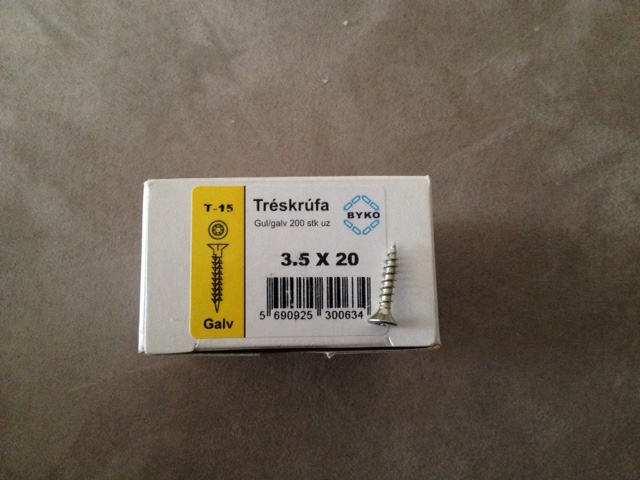 T-15
Tréskrúfa
Gul/galv 200 stk uz
BYKO
3.5 X 20
5 690925 300634
Galv